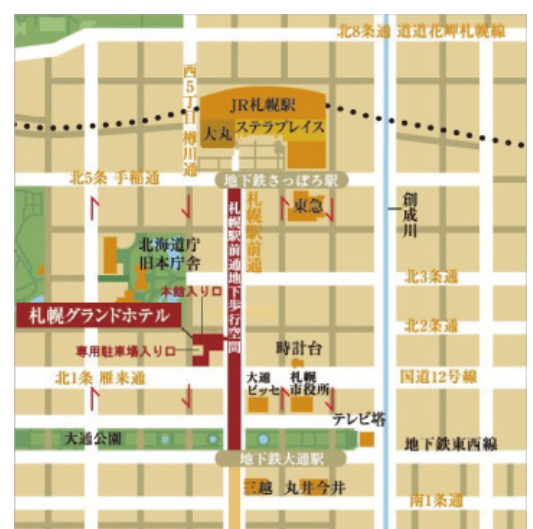 北8条通 道道花岬札幌線
西5丁目 樽川通
JR札幌駅
大丸
ステラプレイス
北5条 手稲通
地下鉄さっぽろ駅
札幌駅前通
札幌駅前通地下歩行空間
東急
創成川
北海道庁
旧本庁舎
北3条通
本館入り口
札幌グランドホテル
北2条通
専用駐車場入り口
時計台
北1条 雁来通
大通
ビッセ
札幌
市役所
国道12号線
テレビ塔
大通公園
地下鉄東西線
地下鉄大通駅
三越 丸井今井
南1条通